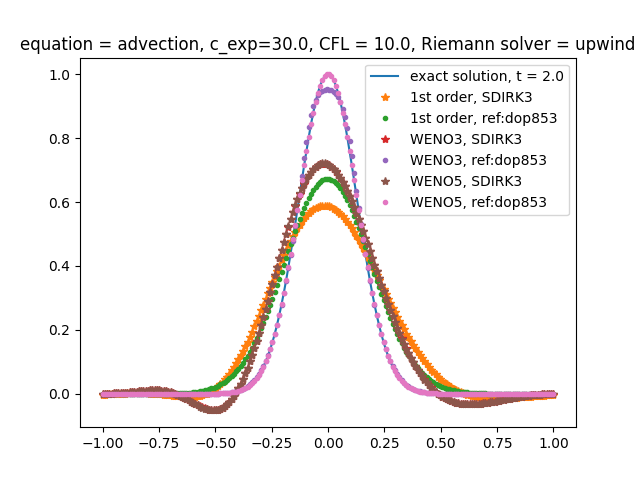 equation = advection, c_exp=30.0, CFL = 10.0, Riemann solver = upwind
exact solution, t = 2.0
1st order, SDIRK3
1st order, ref:dop853
WENO3, SDIRK3
WENO3, ref:dop853
WENO5, SDIRK3
WENO5, ref:dop853
1.0
0.8
0.6
0.4
0.2
0.0
−1.00 −0.75 −0.50 −0.25 0.00 0.25 0.50 0.75 1.00